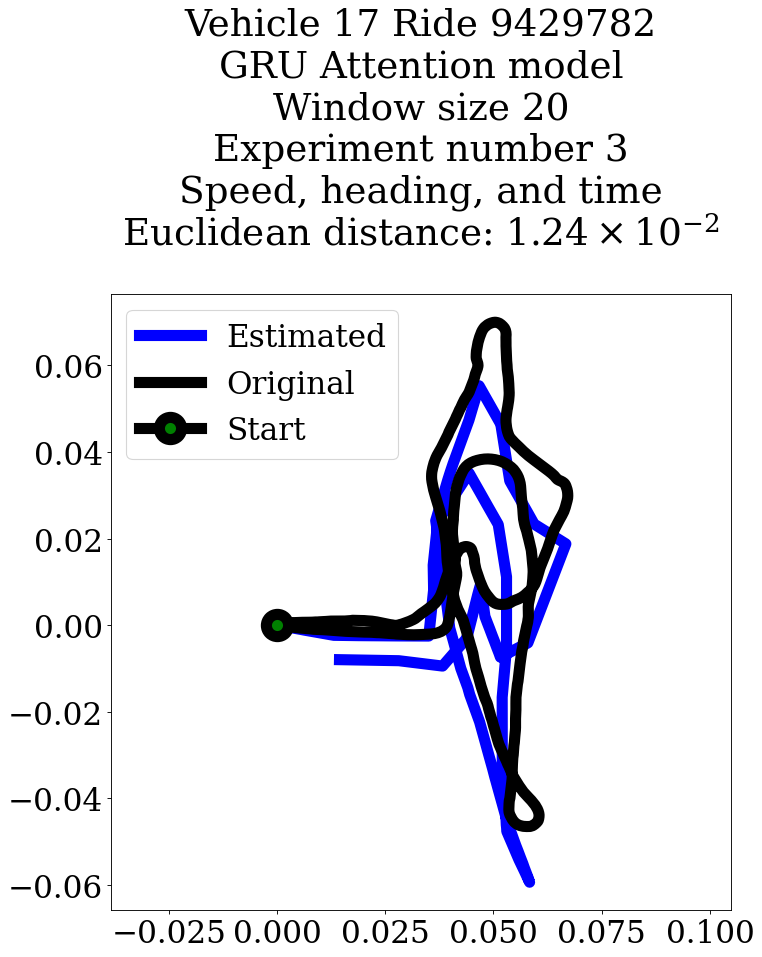 Vehicle 17 Ride 9429782
GRU Attention model
Window size 20
Experiment number 3
Speed, heading, and time
Euclidean distance: 1.24 × 10⁻²
Estimated
Original
Start
0.06
0.04
0.02
0.00
−0.02
−0.04
−0.06
−0.025 0.000 0.025 0.050 0.075 0.100